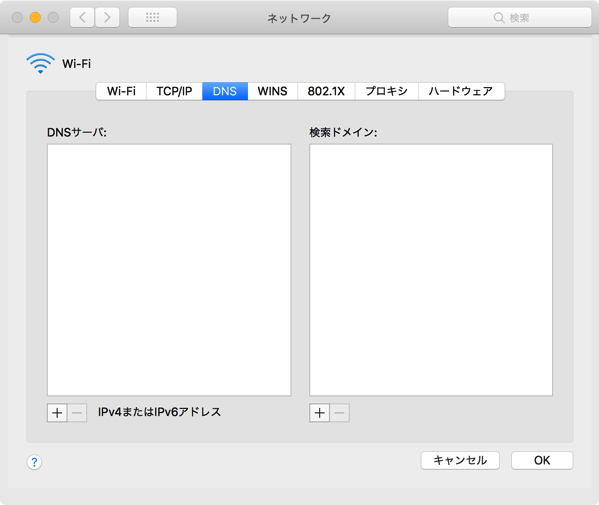 ネットワーク
検索
Wi-Fi
Wi-Fi TCP/IP DNS WINS 802.1X プロキシ ハードウェア
DNSサーバ: 検索ドメイン:
+ − IPv4またはIPv6アドレス + −
? キャンセル OK